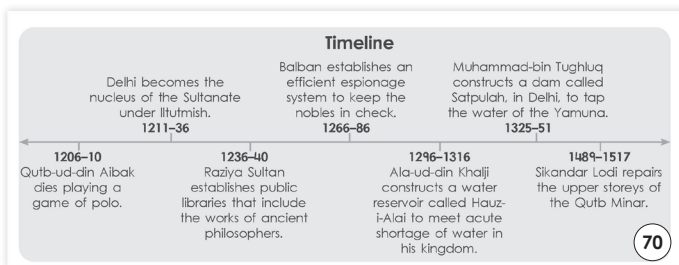 Timeline
Delhi becomes the
nucleus of the Sultanate
under Iltutmish.
1211–36
Balban establishes an
efficient espionage
system to keep the
nobles in check.
1266–86
Muhammad-bin Tughluq
constructs a dam called
Satpulah, in Delhi, to tap
the water of the Yamuna.
1325–51
1206–10
Qutb-ud-din Aibak
dies playing a
game of polo.
1236–40
Raziya Sultan
establishes public
libraries that include
the works of ancient
philosophers.
1296–1316
Ala-ud-din Khalji
constructs a water
reservoir called Hauz-
i-Alai to meet acute
shortage of water in
his kingdom.
1489–1517
Sikandar Lodi repairs
the upper storeys of
the Qutb Minar.
70